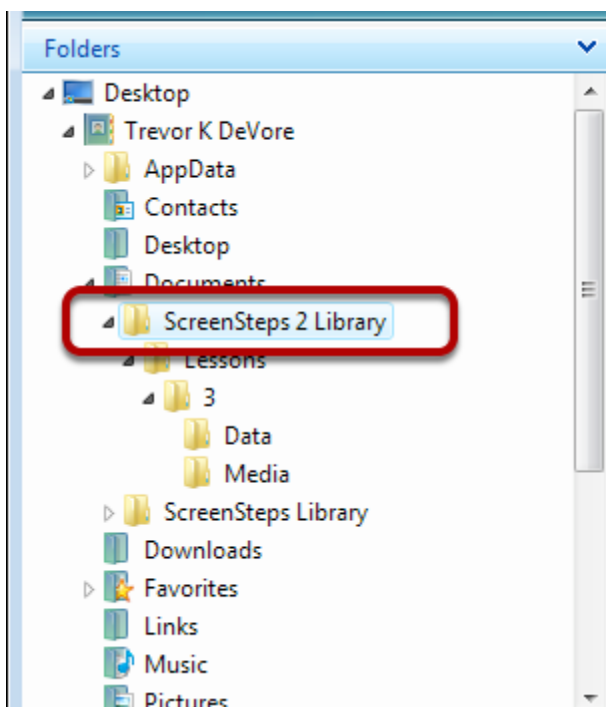 Folders
Desktop
Trevor K DeVore
AppData
Contacts
Desktop
Documents
ScreenSteps 2 Library
Lessons
3
Data
Media
ScreenSteps Library
Downloads
Favorites
Links
Music
Pictures